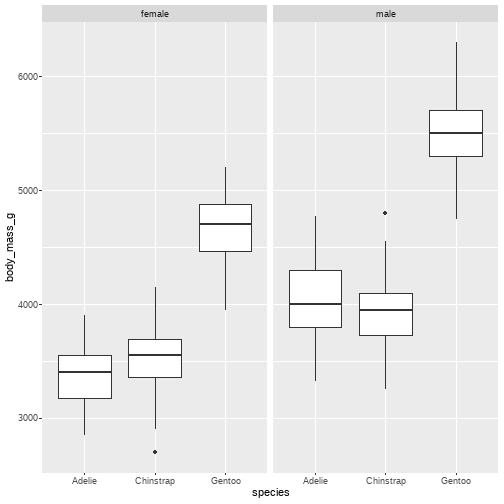 female male
body_mass_g
6000
5000
4000
3000
Adelie Chinstrap Gentoo Adelie Chinstrap Gentoo
species